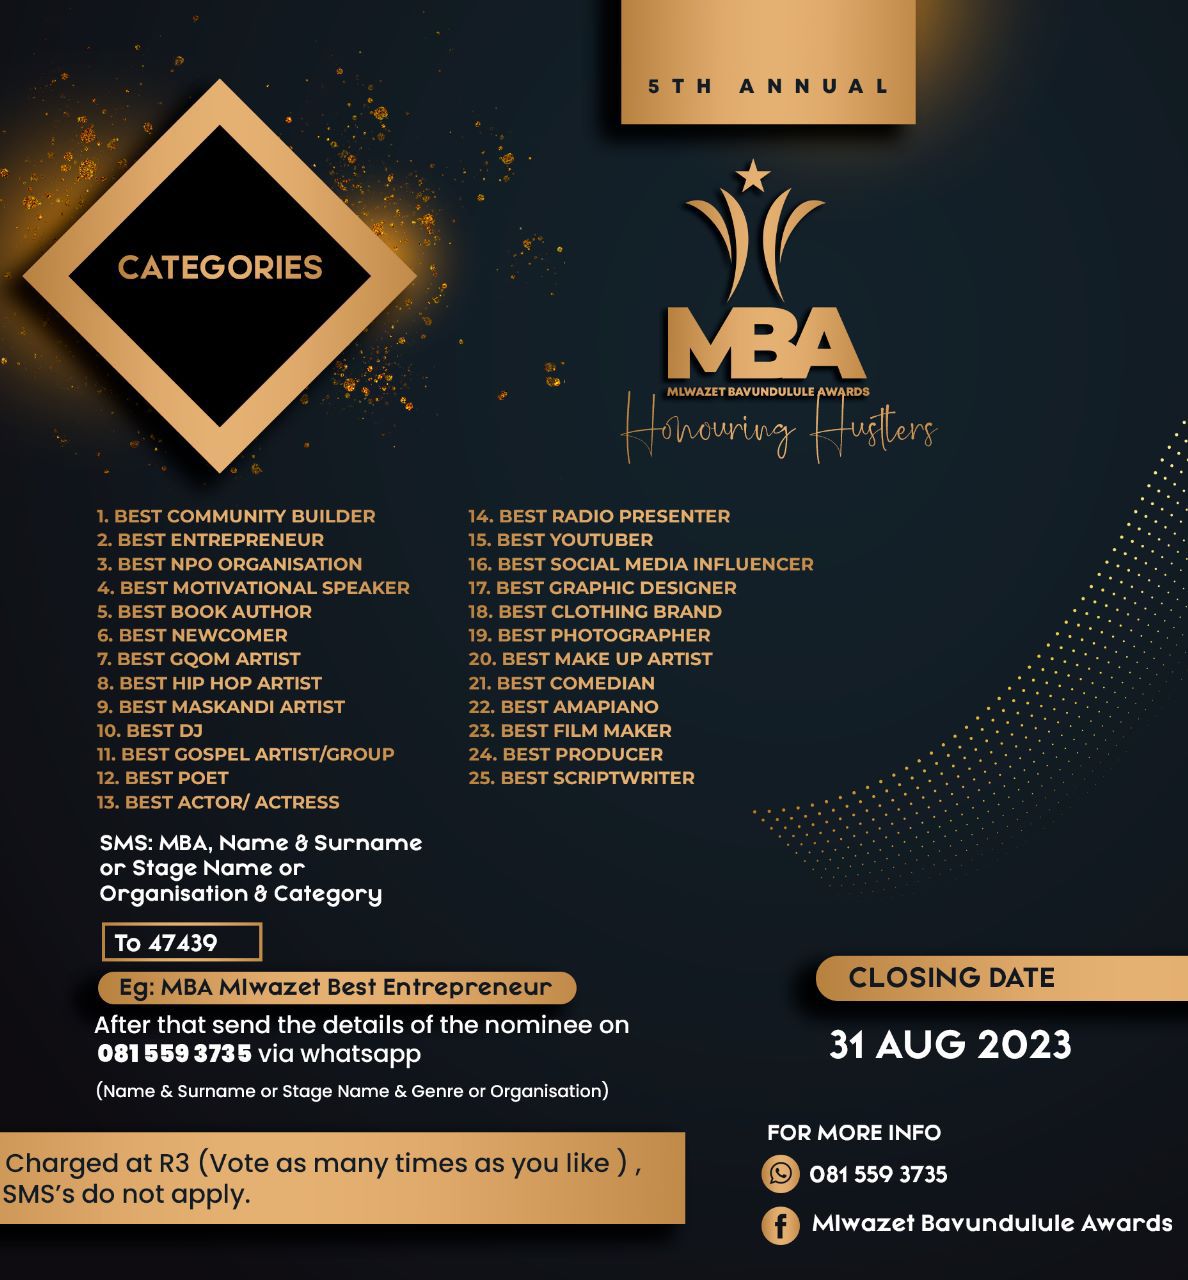 5TH ANNUAL
CATEGORIES
MBA
MLWAZET BAVUNDULULE AWARDS
Honouring Hustlers
1. BEST COMMUNITY BUILDER
2. BEST ENTREPRENEUR
3. BEST NPO ORGANISATION
4. BEST MOTIVATIONAL SPEAKER
5. BEST BOOK AUTHOR
6. BEST NEWCOMER
7. BEST GQOM ARTIST
8. BEST HIP HOP ARTIST
9. BEST MASKANDI ARTIST
10. BEST DJ
11. BEST GOSPEL ARTIST/GROUP
12. BEST POET
13. BEST ACTOR/ ACTRESS
14. BEST RADIO PRESENTER
15. BEST YOUTUBER
16. BEST SOCIAL MEDIA INFLUENCER
17. BEST GRAPHIC DESIGNER
18. BEST CLOTHING BRAND
19. BEST PHOTOGRAPHER
20. BEST MAKE UP ARTIST
21. BEST COMEDIAN
22. BEST AMAPIANO
23. BEST FILM MAKER
24. BEST PRODUCER
25. BEST SCRIPTWRITER
SMS: MBA, Name & Surname
or Stage Name or
Organisation & Category
To 47439
Eg: MBA Mlwazet Best Entrepreneur
After that send the details of the nominee on
081 559 3735 via whatsapp
(Name & Surname or Stage Name & Genre or Organisation)
Charged at R3 (Vote as many times as you like ) ,
SMS's do not apply.
CLOSING DATE
31 AUG 2023
FOR MORE INFO
081 559 3735
Mlwazet Bavundulule Awards